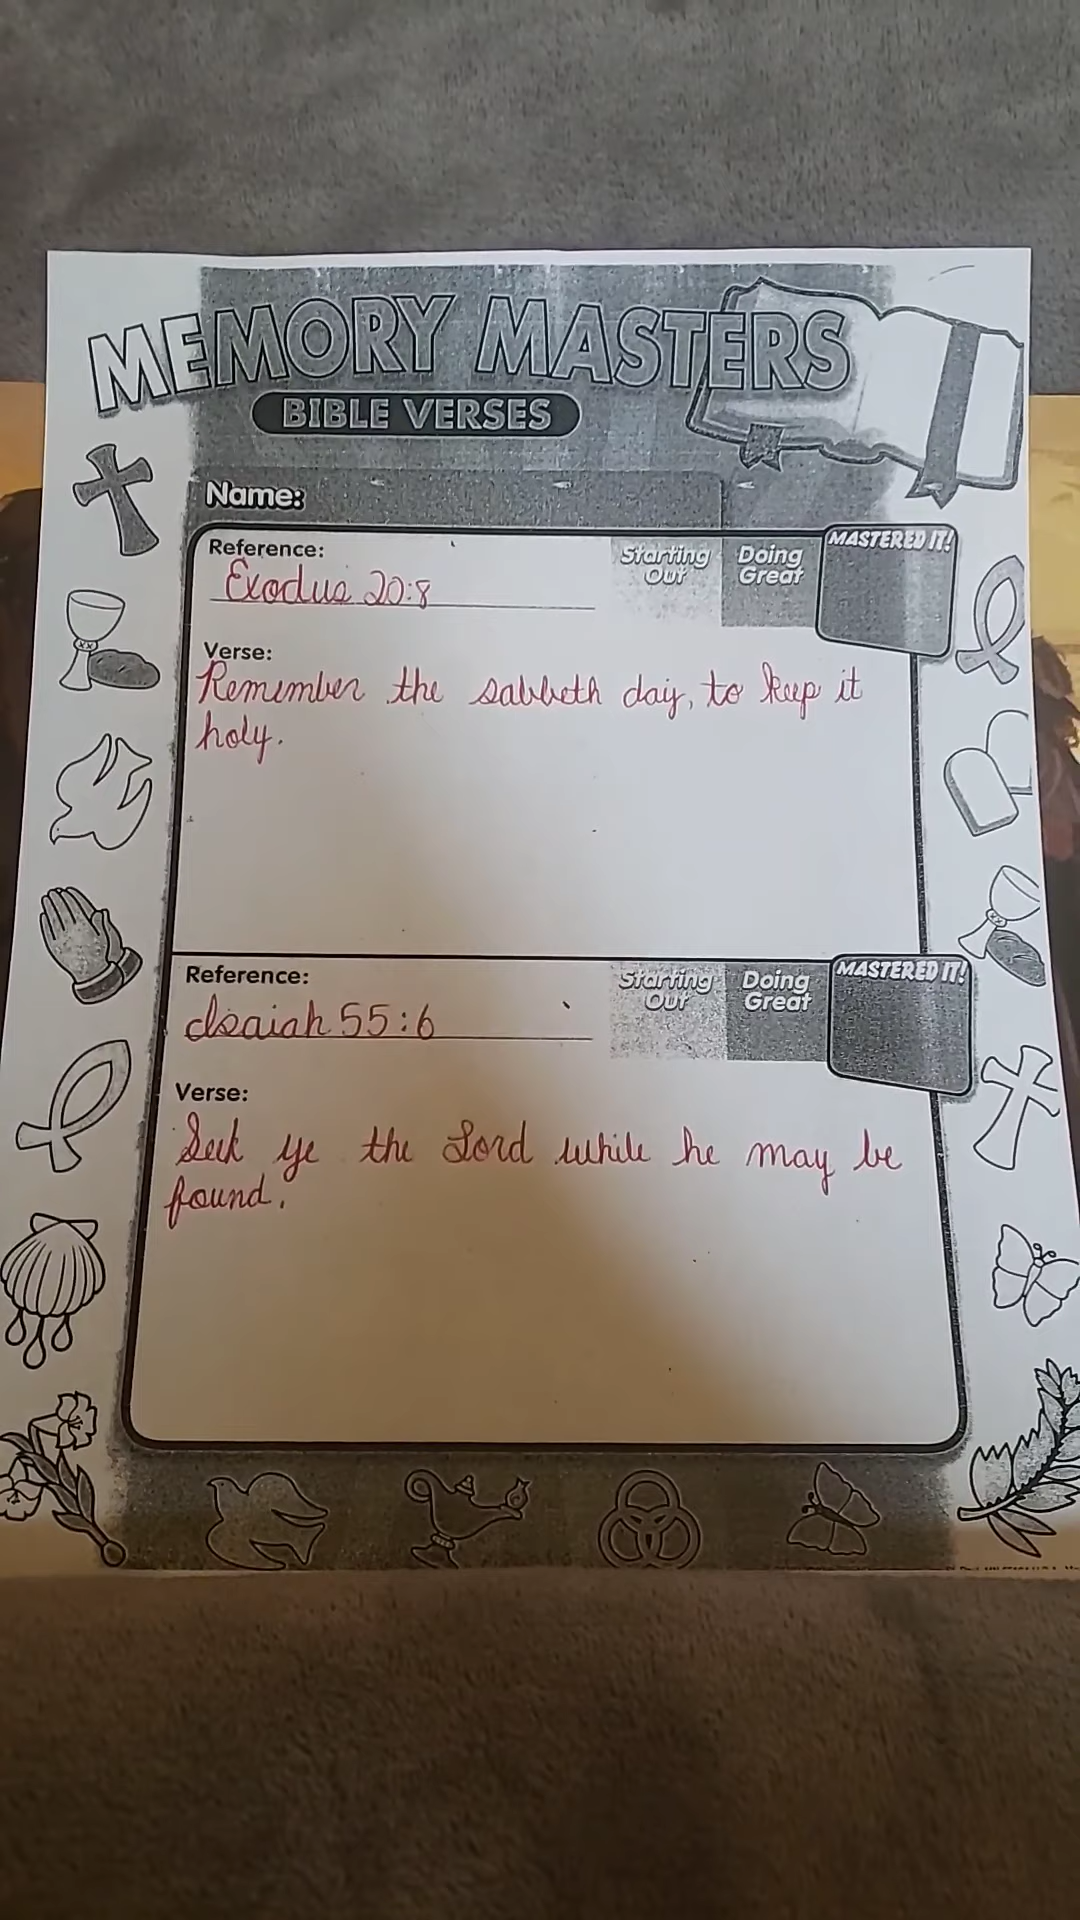 MEMORY MASTERS
BIBLE VERSES
Name:
Reference:
Exodus 20:8
Starting Out
Doing Great
MASTERED IT!
Verse:
Remember the sabbeth day, to keep it
holy.
Reference:
Isaiah 55:6
Starting Out
Doing Great
MASTERED IT!
Verse:
Seek ye the Lord while he may be
found.